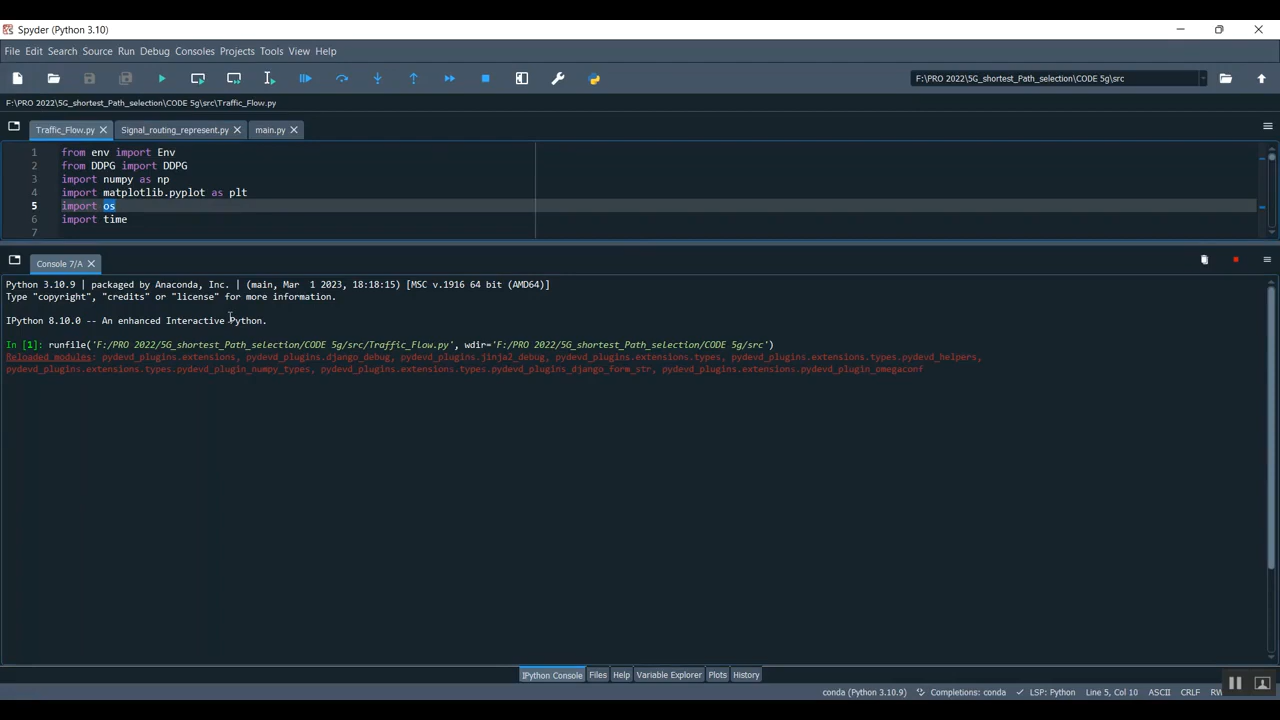 Spyder (Python 3.10)
File Edit Search Source Run Debug Consoles Projects Tools View Help
F:\PRO 2022\5G_shortest_Path_selection\CODE 5g\src
F:\PRO 2022\5G_shortest_Path_selection\CODE 5g\src\Traffic_Flow.py
Traffic_Flow.py Signal_routing_represent.py main.py
1 from env import Env
2 from DDPG import DDPG
3 import numpy as np
4 import matplotlib.pyplot as plt
5 import os
6 import time
7
Console 7/A
Python 3.10.9 | packaged by Anaconda, Inc. | (main, Mar  1 2023, 18:18:15) [MSC v.1916 64 bit (AMD64)]
Type "copyright", "credits" or "license" for more information.
IPython 8.10.0 -- An enhanced Interactive Python.
In [1]: runfile('F:/PRO 2022/5G_shortest_Path_selection/CODE 5g/src/Traffic_Flow.py', wdir='F:/PRO 2022/5G_shortest_Path_selection/CODE 5g/src')
Reloaded modules: pydevd_plugins.extensions, pydevd_plugins.django_debug, pydevd_plugins.jinja2_debug, pydevd_plugins.extensions.types, pydevd_plugins.extensions.types.pydevd_helpers,
pydevd_plugins.extensions.types.pydevd_plugin_numpy_types, pydevd_plugins.extensions.types.pydevd_plugins_django_form_str, pydevd_plugins.extensions.pydevd_plugin_omegaconf
IPython Console Files Help Variable Explorer Plots History
conda (Python 3.10.9) Completions: conda LSP: Python Line 5, Col 10 ASCII CRLF RW